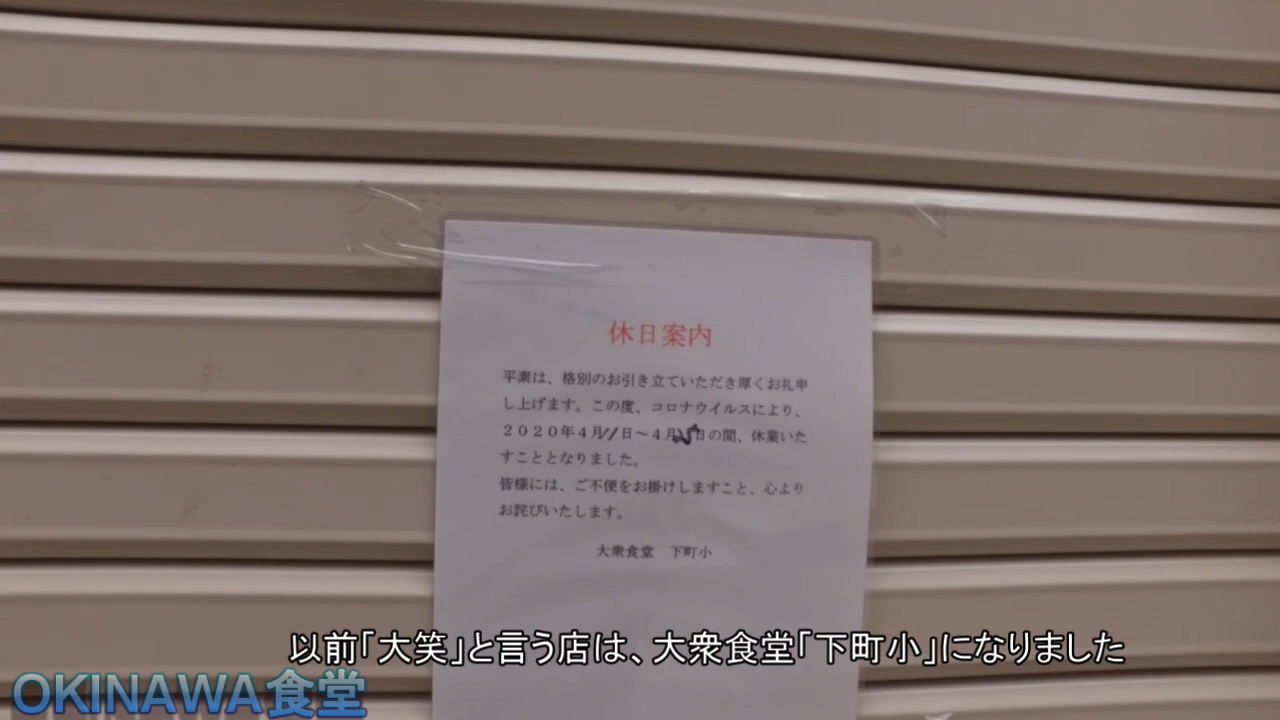 休日案内
平素は、格別のお引き立ていただき厚くお礼申
し上げます。この度、コロナウイルスにより、
2020年4月11日~4月 日の間、休業いた
すこととなりました。
皆様には、ご不便をお掛けしますこと、心より
お詫びいたします。
大衆食堂 下町小
以前「大笑」と言う店は、大衆食堂「下町小」になりました
OKINAWA食堂